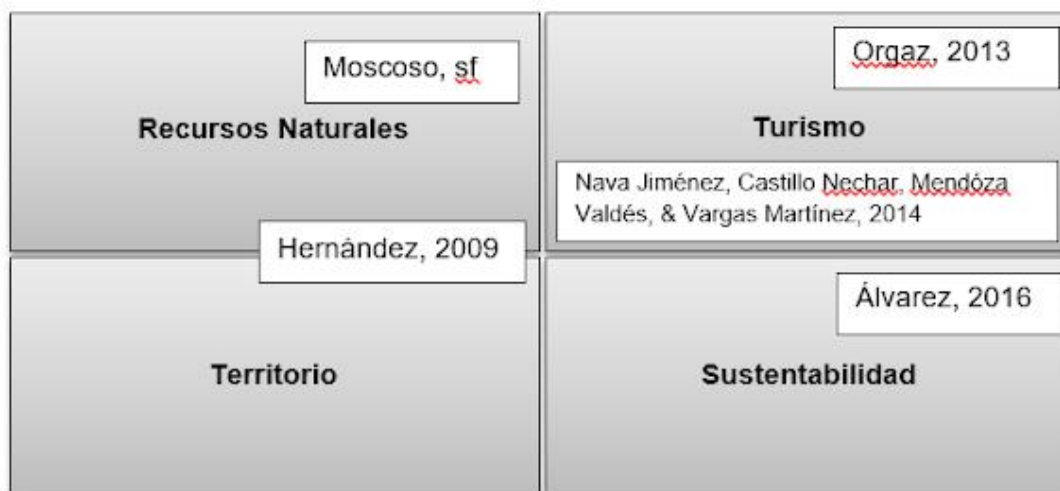 Moscoso, sf
Recursos Naturales
Orgaz, 2013
Turismo
Nava Jiménez, Castillo Nechar, Mendóza
Valdés, & Vargas Martínez, 2014
Hernández, 2009
Territorio
Álvarez, 2016
Sustentabilidad